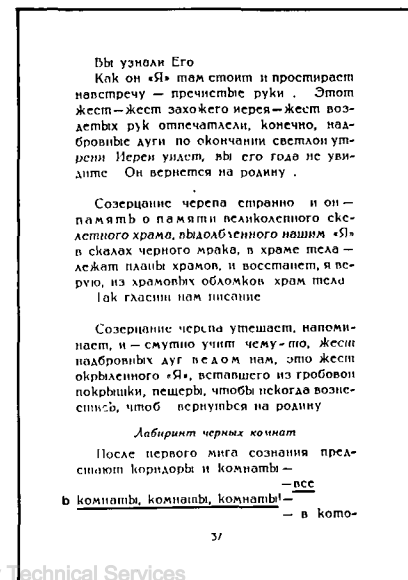 Вы узнали Его
Как он «Я» там стоит и простирает
навстречу — пречистые руки . Этот
жест—жест захожего иерея—жест воз-
детых рук отпечатлели, конечно, над-
бровные дуги по окончании светлой ут-
рени Иерей уйдет, вы его года не уви-
дите Он вернется на родину .
Созерцание черепа странно и он —
память о памяти великолепного ске-
летного храма, выдолбленного нашим «Я»
в скалах черного мрака, в храме тела —
лежат планы храмов, и восстанет, я ве-
рую, из храмовых обломков храм тела
Так гласит нам писание
Созерцание черепа утешает, напоми-
нает, и — смутно учит чему-то, жест
надбровных дуг ведом нам, это жест
окрыленного «Я», вставшего из гробовой
покрышки, пещеры, чтобы некогда возне-
стись, чтоб вернуться на родину
Лабиринт черных комнат
После первого мига сознания пред-
стают коридоры и комнаты —
—все
b комнаты, комнаты, комнаты!—
— в кото-
37
Technical Services